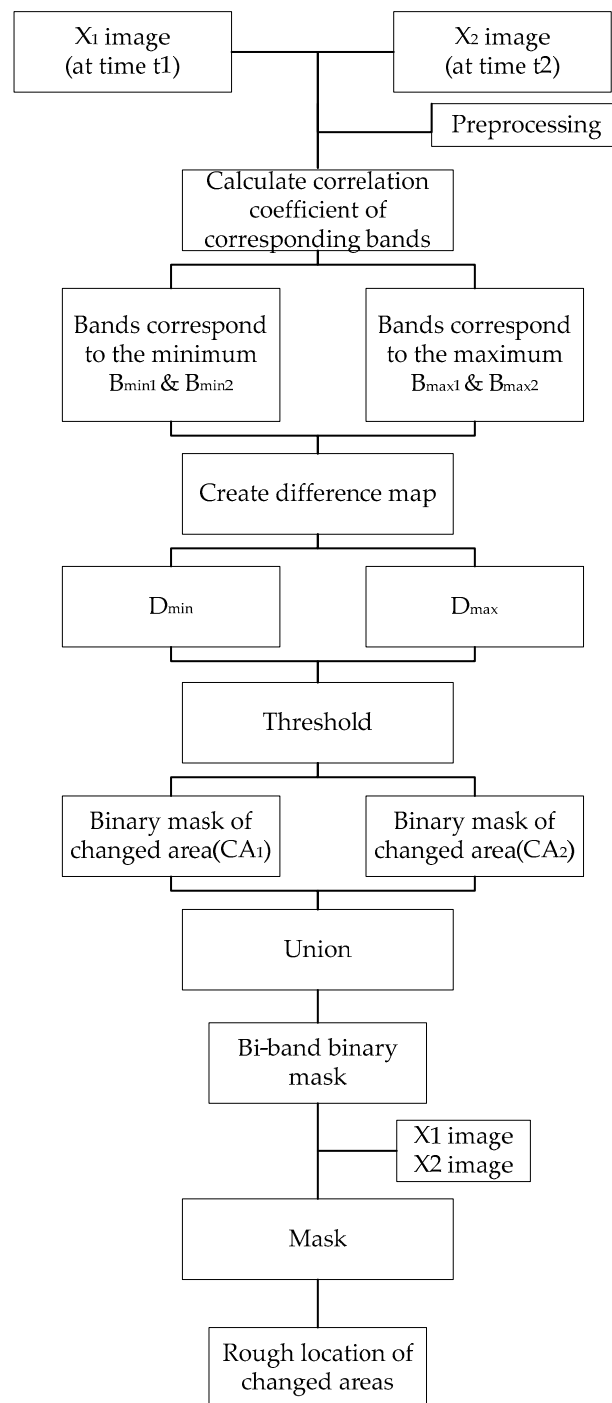 X1 image
(at time t1)
X2 image
(at time t2)
Preprocessing
Calculate correlation
coefficient of
corresponding bands
Bands correspond
to the minimum
Bmin1 & Bmin2
Bands correspond
to the maximum
Bmax1 & Bmax2
Create difference map
Dmin
Dmax
Threshold
Binary mask of
changed area(CA1)
Binary mask of
changed area(CA2)
Union
Bi-band binary
mask
X1 image
X2 image
Mask
Rough location of
changed areas